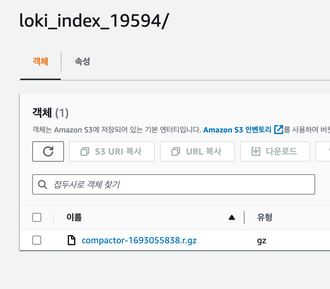 loki_index_19594/
객체 속성
객체 (1)
객체는 Amazon S3에 저장되어 있는 기본 엔터티입니다. Amazon S3 인벤토리 를 사용하여 버킷
S3 URI 복사 URL 복사 다운로드
접두사로 객체 찾기
이름 유형
compactor-1693055838.r.gz gz